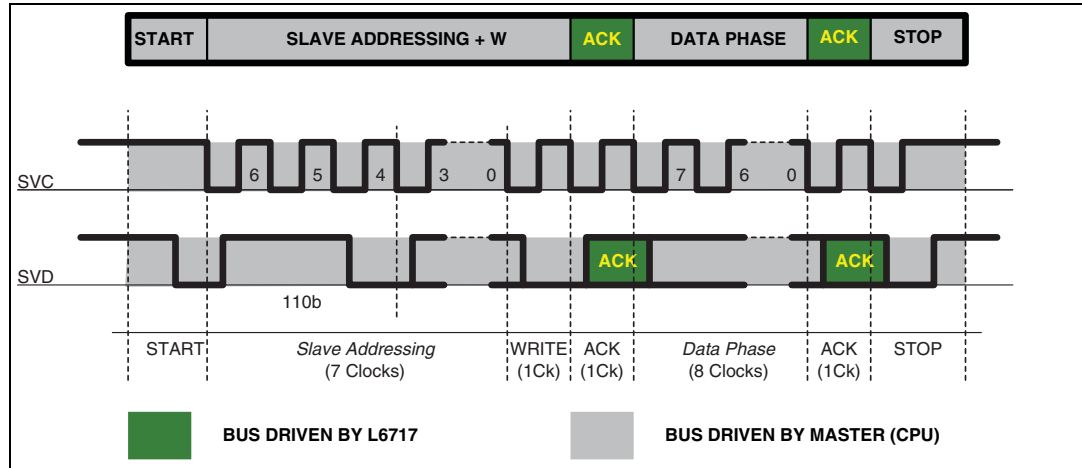 START SLAVE ADDRESSING + W ACK DATA PHASE ACK STOP
SVC 6 5 4 3 0 7 6 0
SVD ACK ACK
110b
START Slave Addressing WRITE ACK Data Phase ACK STOP
(7 Clocks) (1Ck) (1Ck) (8 Clocks) (1Ck)
BUS DRIVEN BY L6717 BUS DRIVEN BY MASTER (CPU)